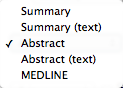 Summary
Summary (text)
✓ Abstract
Abstract (text)
MEDLINE